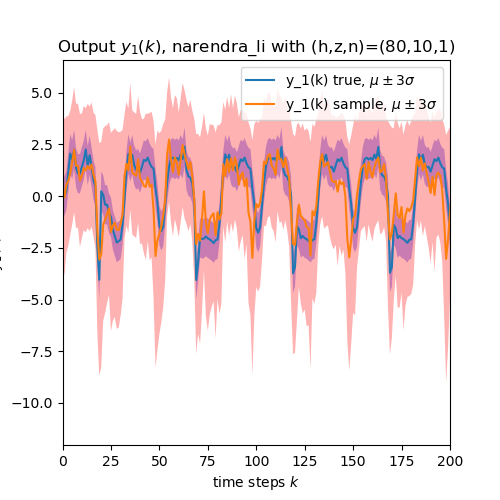 Output y₁(k), narendra_li with (h,z,n)=(80,10,1)
y_1(k) true, μ ± 3σ
y_1(k) sample, μ ± 3σ
5.0
2.5
0.0
−2.5
−5.0
−7.5
−10.0
0 25 50 75 100 125 150 175 200
time steps k